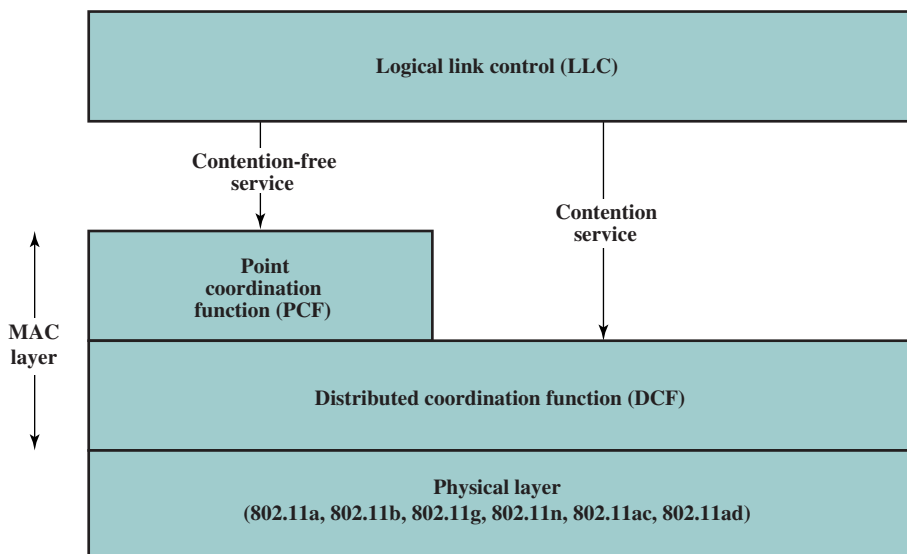 Logical link control (LLC)
Contention-free
service
Contention
service
Point
coordination
function (PCF)
MAC
layer
Distributed coordination function (DCF)
Physical layer
(802.11a, 802.11b, 802.11g, 802.11n, 802.11ac, 802.11ad)